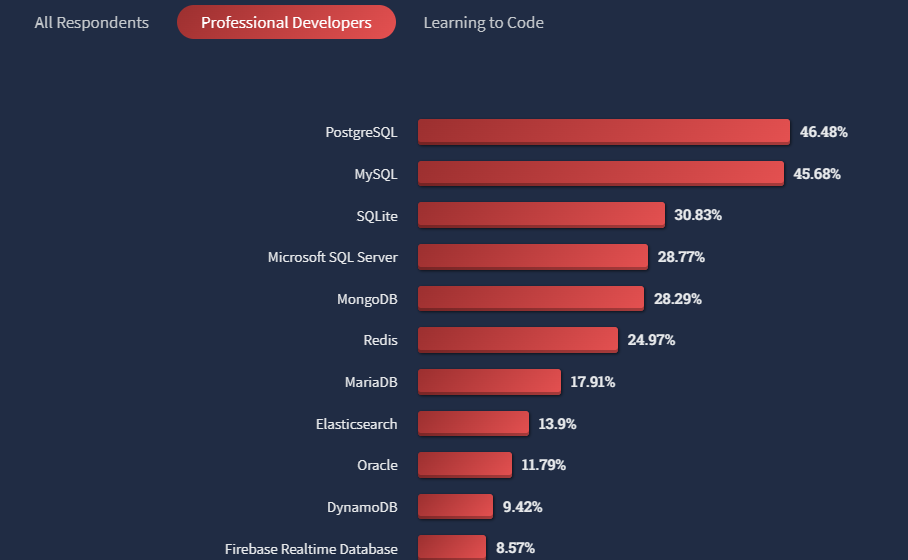 All Respondents Professional Developers Learning to Code
PostgreSQL 46.48%
MySQL 45.68%
SQLite 30.83%
Microsoft SQL Server 28.77%
MongoDB 28.29%
Redis 24.97%
MariaDB 17.91%
Elasticsearch 13.9%
Oracle 11.79%
DynamoDB 9.42%
Firebase Realtime Database 8.57%